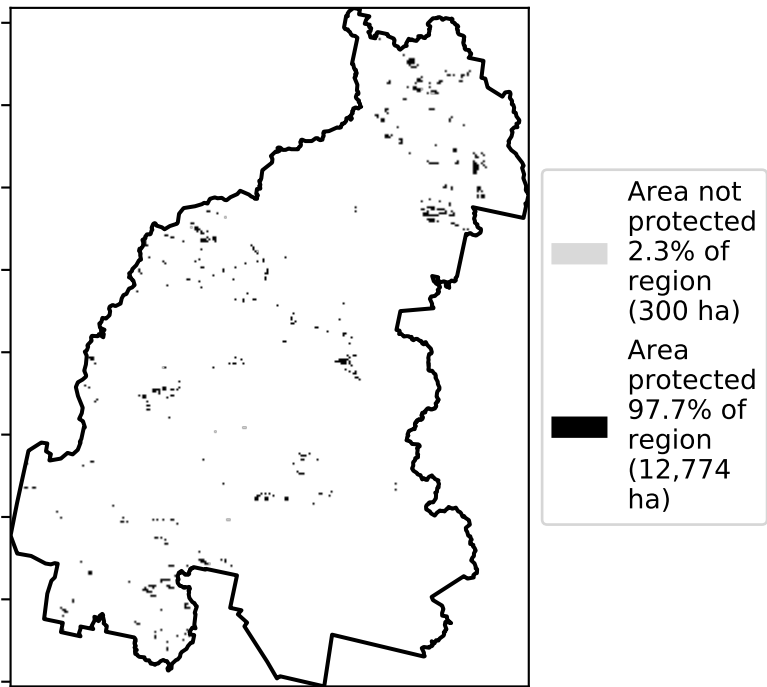 Area not
protected
2.3% of
region
(300 ha)
Area
protected
97.7% of
region
(12,774
ha)